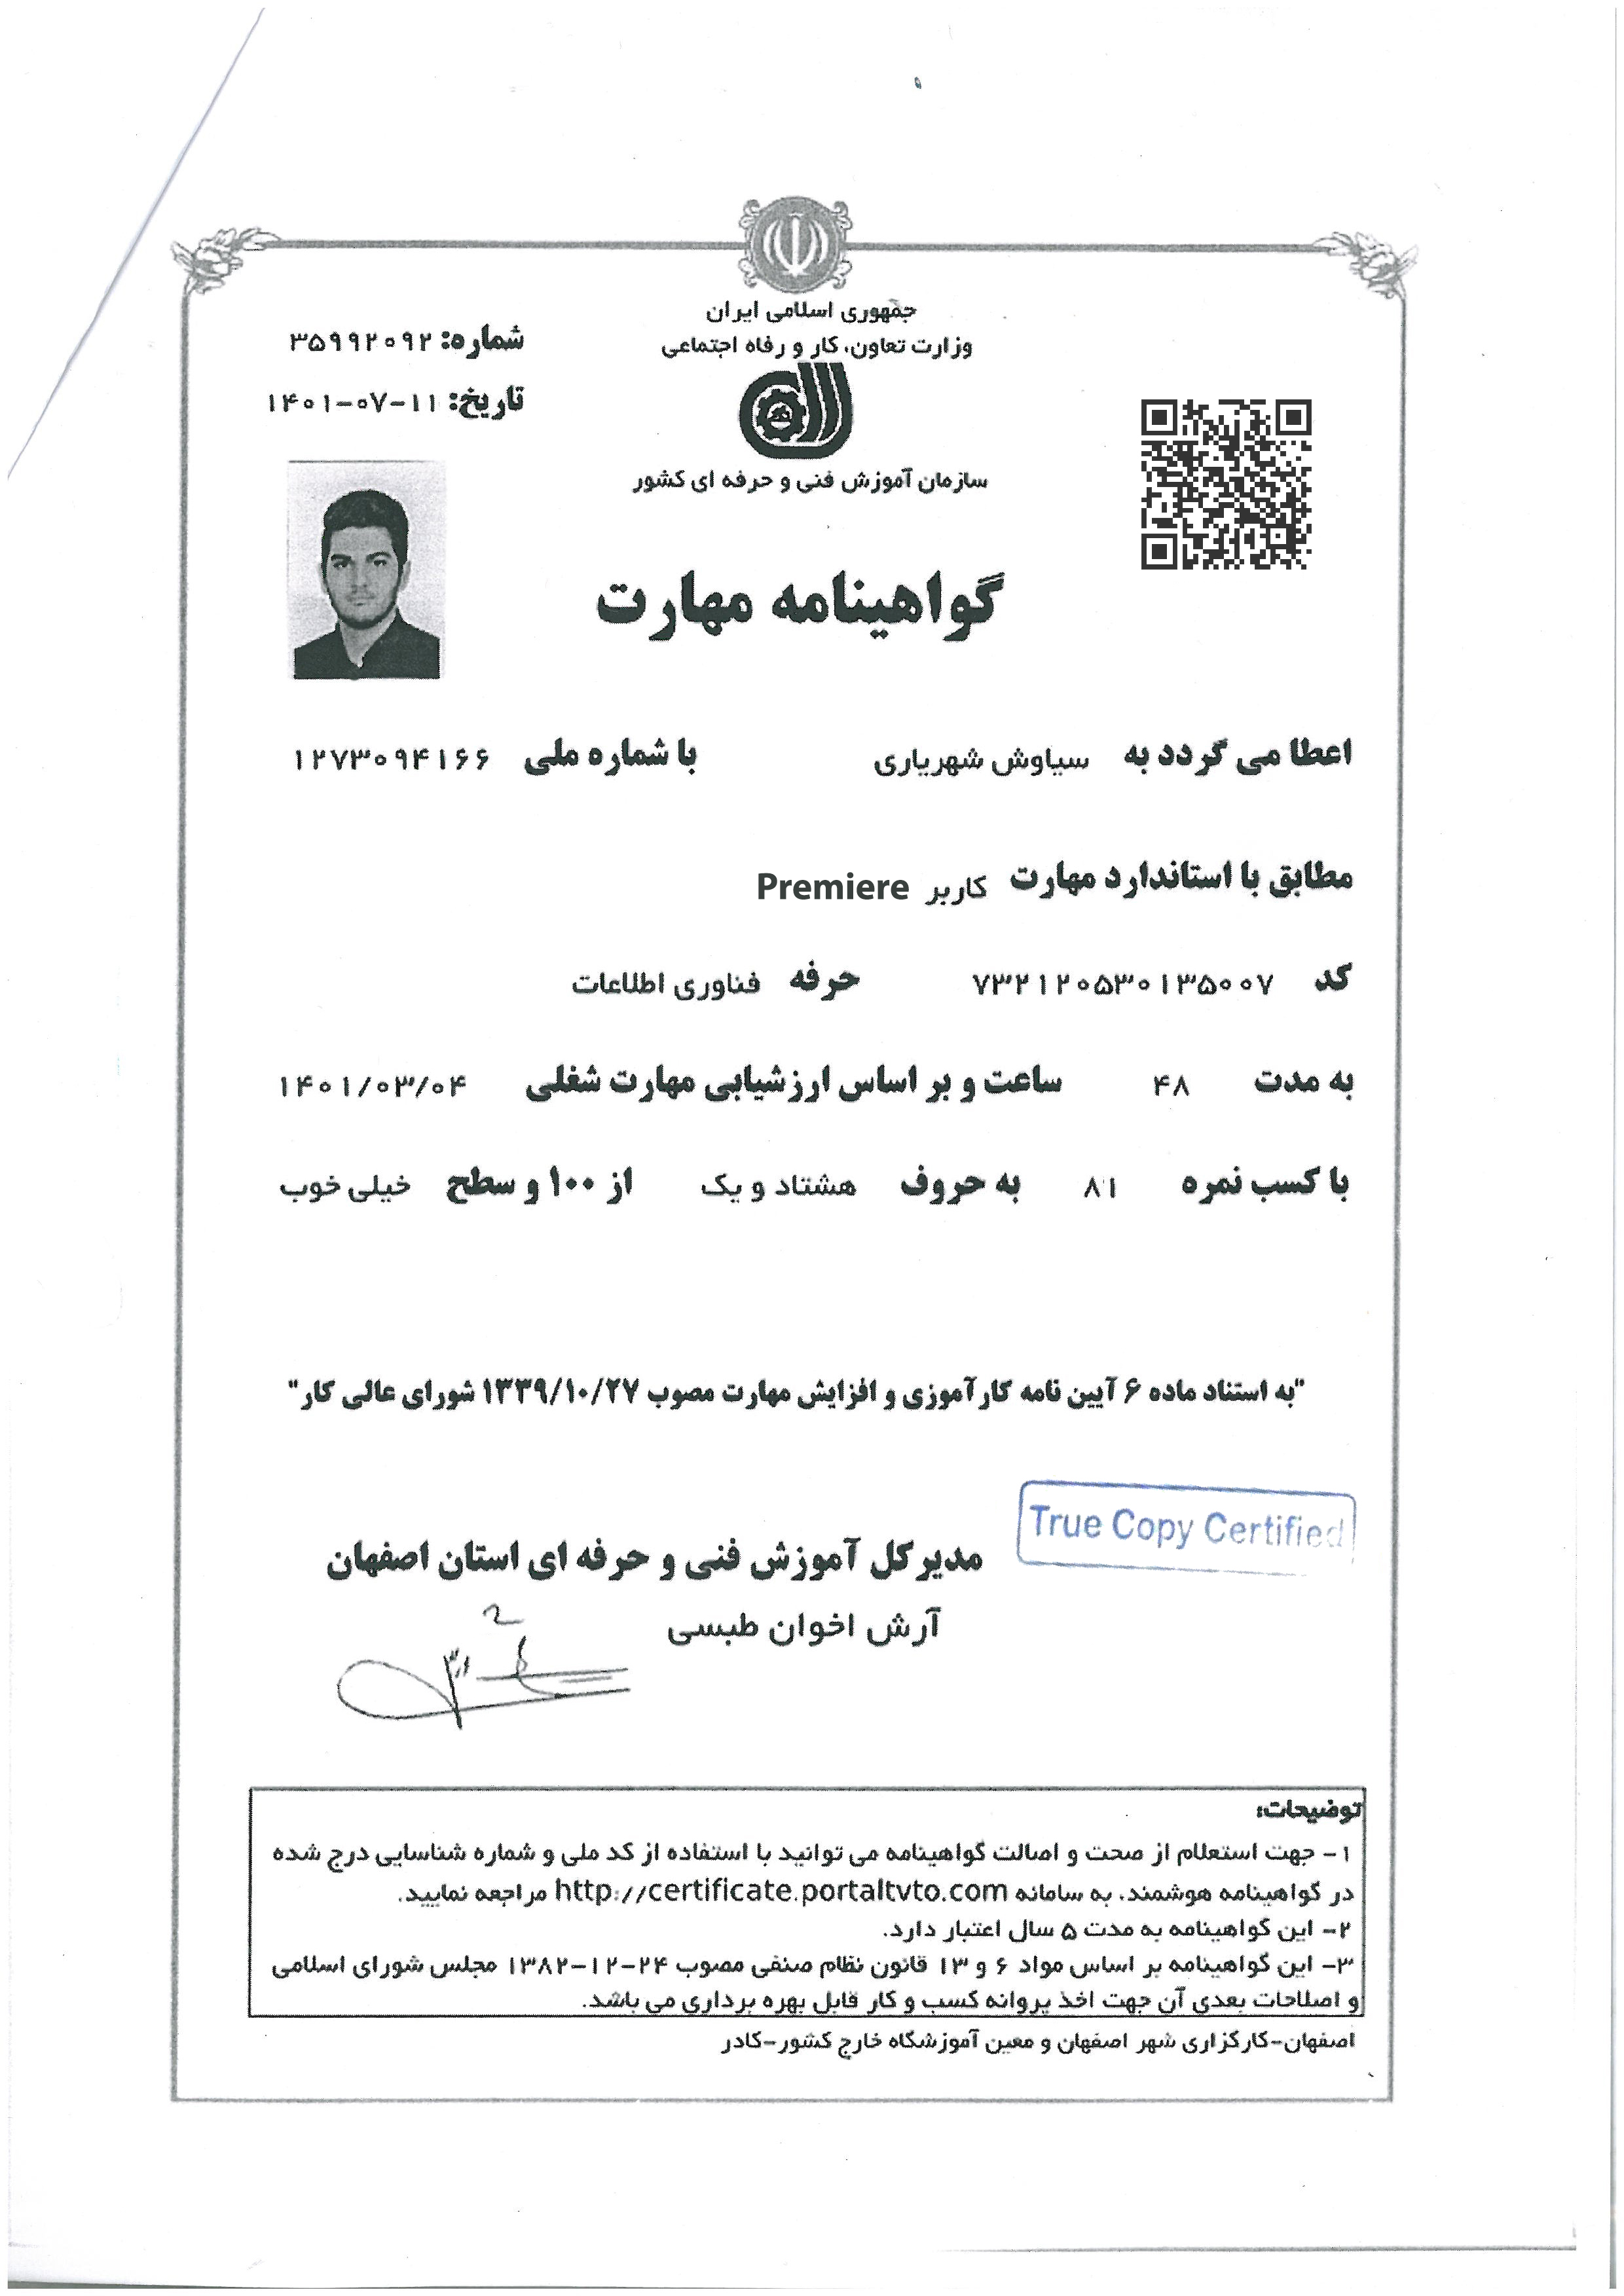 جمهوری اسلامی ایران
وزارت تعاون، کار و رفاه اجتماعی
سازمان آموزش فنی و حرفه ای کشور
شماره: ۳۵۹۹۲۰۹۲
تاریخ: ۱۴۰۱-۰۷-۱۱
گواهینامه مهارت
اعطا می گردد به سیاوش شهریاری با شماره ملی ۱۲۷۳۰۹۴۱۶۶
مطابق با استاندارد مهارت کاربر Premiere
کد ۷۳۲۱۲۰۵۳۰۱۳۵۰۰۷ حرفه فناوری اطلاعات
به مدت ۴۸ ساعت و بر اساس ارزشیابی مهارت شغلی ۱۴۰۱/۰۳/۰۴
با کسب نمره ۸۱ به حروف هشتاد و یک از ۱۰۰ و سطح خیلی خوب
"به استناد ماده ۶ آیین نامه کارآموزی و افزایش مهارت مصوب ۱۳۳۹/۱۰/۲۷ شورای عالی کار"
True Copy Certified
مدیرکل آموزش فنی و حرفه ای استان اصفهان
آرش اخوان طبسی
توضیحات:
۱- جهت استعلام از صحت و اصالت گواهینامه می توانید با استفاده از کد ملی و شماره شناسایی درج شده
در گواهینامه هوشمند، به سامانه http://certificate.portaltvto.com مراجعه نمایید.
۲- این گواهینامه به مدت ۵ سال اعتبار دارد.
۳- این گواهینامه بر اساس مواد ۶ و ۱۳ قانون نظام صنفی مصوب ۲۴-۱۲-۱۳۸۲ مجلس شورای اسلامی
و اصلاحات بعدی آن جهت اخذ پروانه کسب و کار قابل بهره برداری می باشد.
اصفهان-کارگزاری شهر اصفهان و معین آموزشگاه خارج کشور-کادر